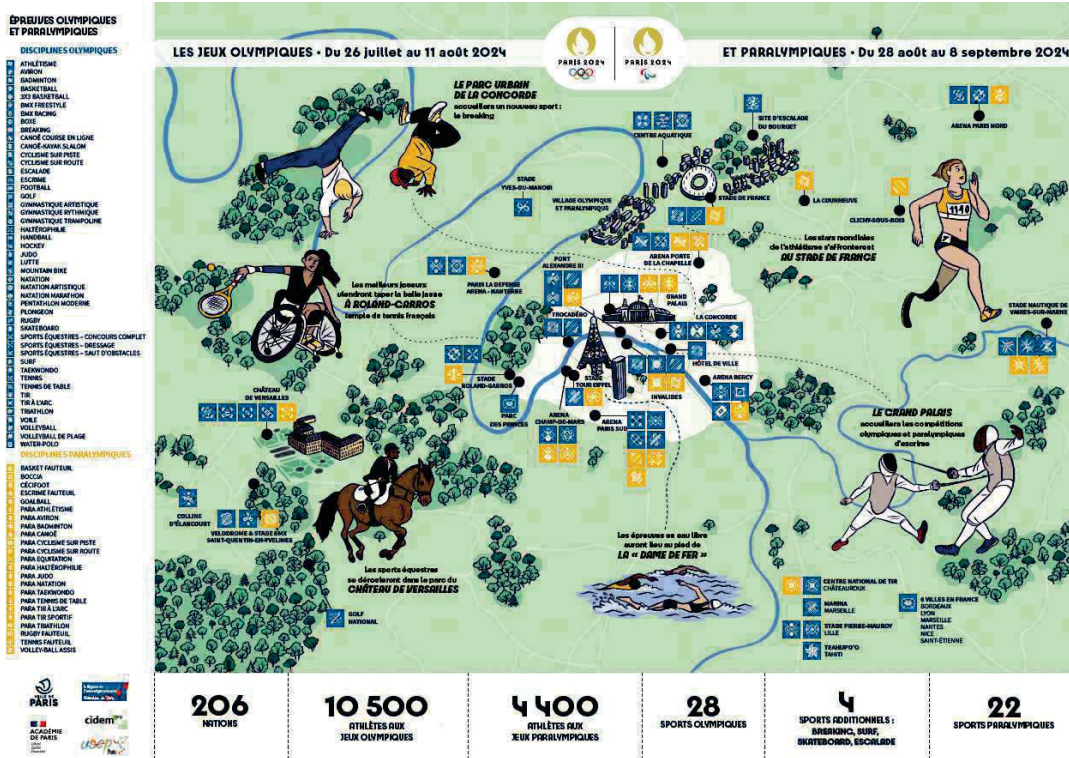 ÉPREUVES OLYMPIQUES
ET PARALYMPIQUES
DISCIPLINES OLYMPIQUES
ATHLÉTISME
AVIRON
BADMINTON
BASKETBALL
3X3 BASKETBALL
BMX FREESTYLE
BMX RACING
BOXE
BREAKING
CANOË COURSE EN LIGNE
CANOË-KAYAK SLALOM
CYCLISME SUR PISTE
CYCLISME SUR ROUTE
ESCALADE
ESCRIME
FOOTBALL
GOLF
GYMNASTIQUE ARTISTIQUE
GYMNASTIQUE RYTHMIQUE
GYMNASTIQUE TRAMPOLINE
HALTÉROPHILIE
HANDBALL
HOCKEY
JUDO
LUTTE
MOUNTAIN BIKE
NATATION
NATATION ARTISTIQUE
NATATION MARATHON
PENTATHLON MODERNE
PLONGEON
RUGBY
SKATEBOARD
SPORTS ÉQUESTRES – CONCOURS COMPLET
SPORTS ÉQUESTRES – DRESSAGE
SPORTS ÉQUESTRES – SAUT D'OBSTACLES
SURF
TAEKWONDO
TENNIS
TENNIS DE TABLE
TIR
TIR À L'ARC
TRIATHLON
VOILE
VOLLEYBALL
VOLLEYBALL DE PLAGE
WATER-POLO
DISCIPLINES PARALYMPIQUES
BASKET FAUTEUIL
BOCCIA
CÉCIFOOT
ESCRIME FAUTEUIL
GOALBALL
PARA ATHLÉTISME
PARA AVIRON
PARA BADMINTON
PARA CANOË
PARA CYCLISME SUR PISTE
PARA CYCLISME SUR ROUTE
PARA ÉQUITATION
PARA HALTÉROPHILIE
PARA JUDO
PARA NATATION
PARA TAEKWONDO
PARA TENNIS DE TABLE
PARA TIR À L'ARC
PARA TIR SPORTIF
PARA TRIATHLON
RUGBY FAUTEUIL
TENNIS FAUTEUIL
VOLLEY-BALL ASSIS
VILLE DE
PARIS
ACADÉMIE
DE PARIS
cidem
usep
LES JEUX OLYMPIQUES • Du 26 juillet au 11 août 2024
PARIS 2024
PARIS 2024
ET PARALYMPIQUES • Du 28 août au 8 septembre 2024
LE PARC URBAIN
DE LA CONCORDE
accueillera un nouveau sport :
le breaking
CENTRE AQUATIQUE
SITE D'ESCALADE
DU BOURGET
ARENA PARIS NORD
STADE
YVES-DU-MANOIR
VILLAGE OLYMPIQUE
ET PARALYMPIQUE
STADE DE FRANCE
LA COURNEUVE
CLICHY-SOUS-BOIS
1140
Les stars mondiales
de l'athlétisme s'affronteront
AU STADE DE FRANCE
ARENA PORTE
DE LA CHAPELLE
PARIS LA DEFENSE
ARENA - NANTERRE
PONT
ALEXANDRE III
GRAND
PALAIS
Les meilleurs joueurs
viendront taper la balle jaune
À ROLAND-GARROS
temple du tennis français
TROCADÉRO
LA CONCORDE
STADE NAUTIQUE DE
VAIRES-SUR-MARNE
HÔTEL DE VILLE
STADE
ROLAND-GARROS
STADE
TOUR EIFFEL
INVALIDES
ARENA BERCY
CHÂTEAU
DE VERSAILLES
PARC
DES PRINCES
ARENA
CHAMP-DE-MARS
ARENA
PARIS SUD
LE GRAND PALAIS
accueillera les compétitions
olympiques et paralympiques
d'escrime
COLLINE
D'ÉLANCOURT
VELODROME & STADE BMX
SAINT-QUENTIN-EN-YVELINES
Les épreuves en eau libre
auront lieu au pied de
LA « DAME DE FER »
Les sports équestres
se dérouleront dans le parc du
CHÂTEAU DE VERSAILLES
GOLF
NATIONAL
CENTRE NATIONAL DE TIR
CHÂTEAUROUX
MARINA
MARSEILLE
STADE PIERRE-MAUROY
LILLE
TEAHUPO'O
TAHITI
6 VILLES EN FRANCE
BORDEAUX
LYON
MARSEILLE
NANTES
NICE
SAINT-ÉTIENNE
206
NATIONS
10 500
ATHLÈTES AUX
JEUX OLYMPIQUES
4 400
ATHLÈTES AUX
JEUX PARALYMPIQUES
28
SPORTS OLYMPIQUES
4
SPORTS ADDITIONNELS :
BREAKING, SURF,
SKATEBOARD, ESCALADE
22
SPORTS PARALYMPIQUES